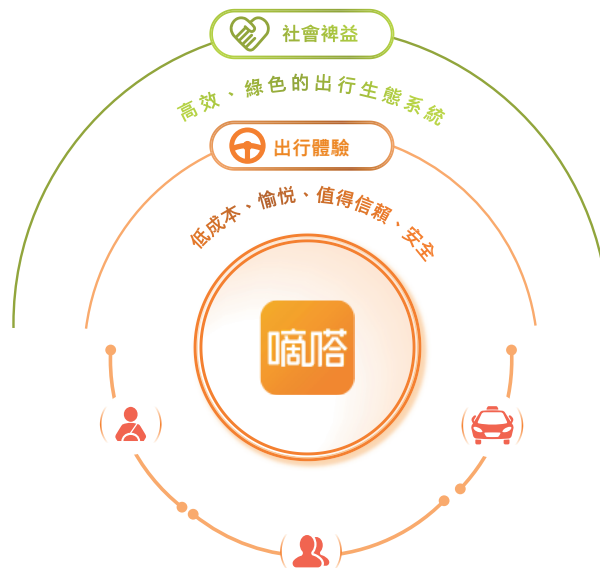 社會裨益
高效、綠色的出行生態系統
出行體驗
低成本、愉悅、值得信賴、安全
嘀嗒